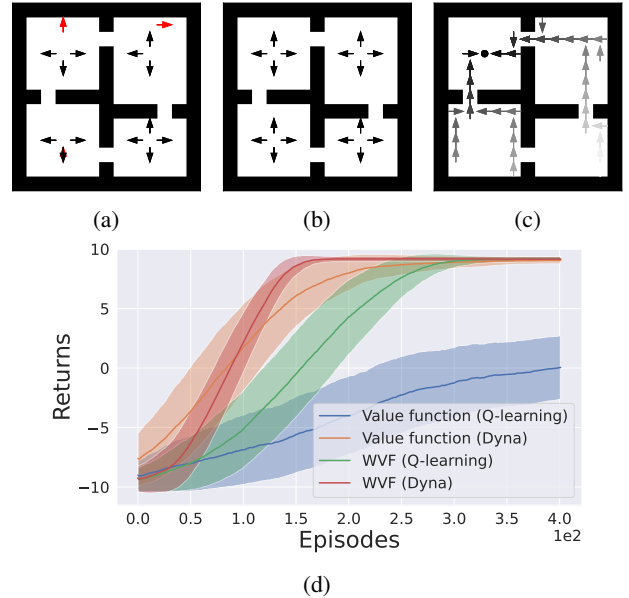 (a)
(b)
(c)
10
5
0
−5
−10
Returns
Value function (Q-learning)
Value function (Dyna)
WVF (Q-learning)
WVF (Dyna)
0.0 0.5 1.0 1.5 2.0 2.5 3.0 3.5 4.0
1e2
Episodes
(d)